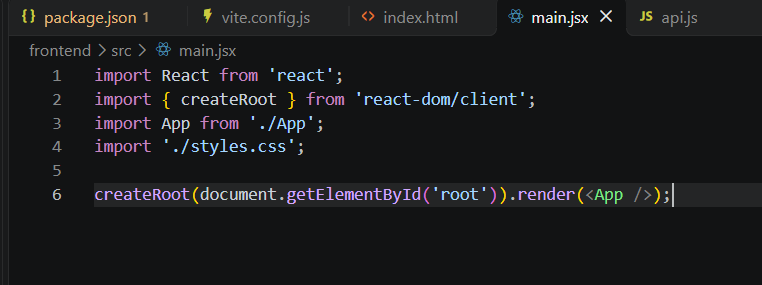 package.json 1 vite.config.js index.html main.jsx JS api.js
frontend > src > main.jsx
1 import React from 'react';
2 import { createRoot } from 'react-dom/client';
3 import App from './App';
4 import './styles.css';
5
6 createRoot(document.getElementById('root')).render(<App />);